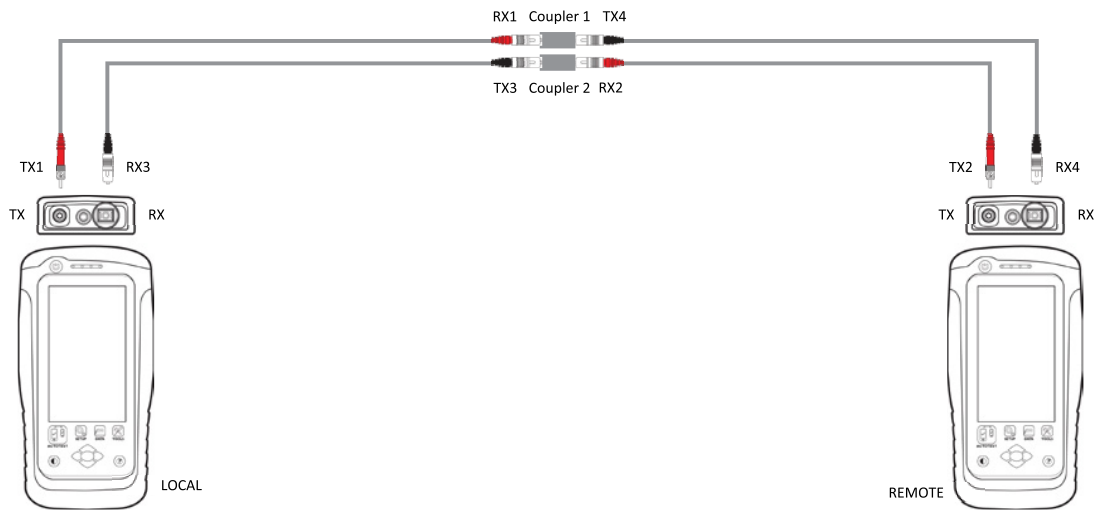 RX1 Coupler 1 TX4
TX3 Coupler 2 RX2
TX1 RX3 TX2 RX4
TX RX TX RX
LOCAL
REMOTE